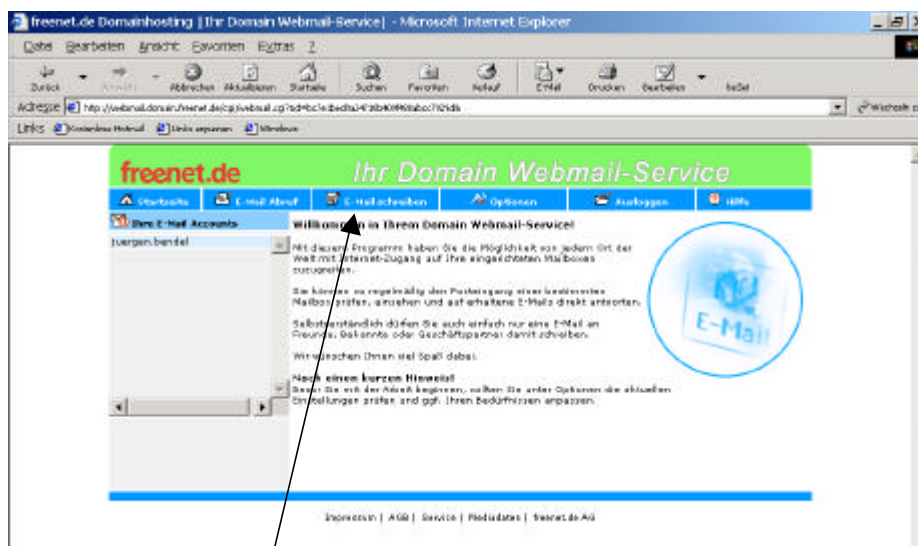 freenet.de Domainhosting | Ihr Domain Webmail-Service| - Microsoft Internet Explorer
Datei Bearbeiten Ansicht Favoriten Extras ?
Zurück Abbrechen Aktualisieren Startseite Suchen Favoriten Verlauf E-Mail Drucken Bearbeiten
Adresse
Links Kostenlose Hotmail Links anpassen Windows
freenet.de Ihr Domain Webmail-Service
Startseite E-Mail Abruf E-Mail schreiben Optionen Ausloggen Hilfe
Ihre E-Mail Accounts
juergen.bendel
Willkommen in Ihrem Domain Webmail-Service!
Mit diesem Programm haben Sie die Möglichkeit von jedem Ort der
Welt mit Internet-Zugang auf Ihre eingerichteten Mailboxen
zuzugreifen.
Sie können so regelmäßig den Posteingang einer bestimmten
Mailbox prüfen, einsehen und auf erhaltene E-Mails direkt antworten.
Selbstverständlich dürfen Sie auch einfach nur eine E-Mail an
Freunde, Bekannte oder Geschäftspartner damit schreiben.
Wir wünschen Ihnen viel Spaß dabei.
Noch einen kurzen Hinweis!
Bevor Sie mit der Arbeit beginnen, sollten Sie unter Optionen die aktuellen
Einstellungen prüfen und ggf. Ihren Bedürfnissen anpassen.
E-Mail
Impressum | AGB | Service | Mediadaten | freenet.de AG